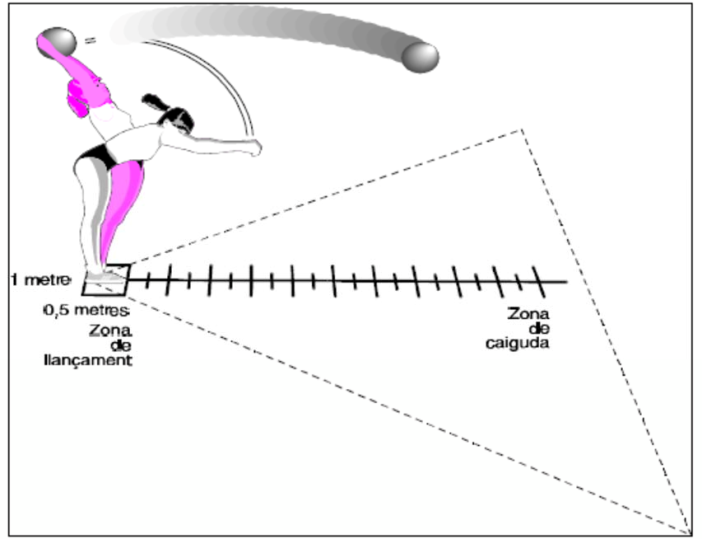 1 metre
0,5 metres
Zona
de
llançament
Zona
de
caiguda